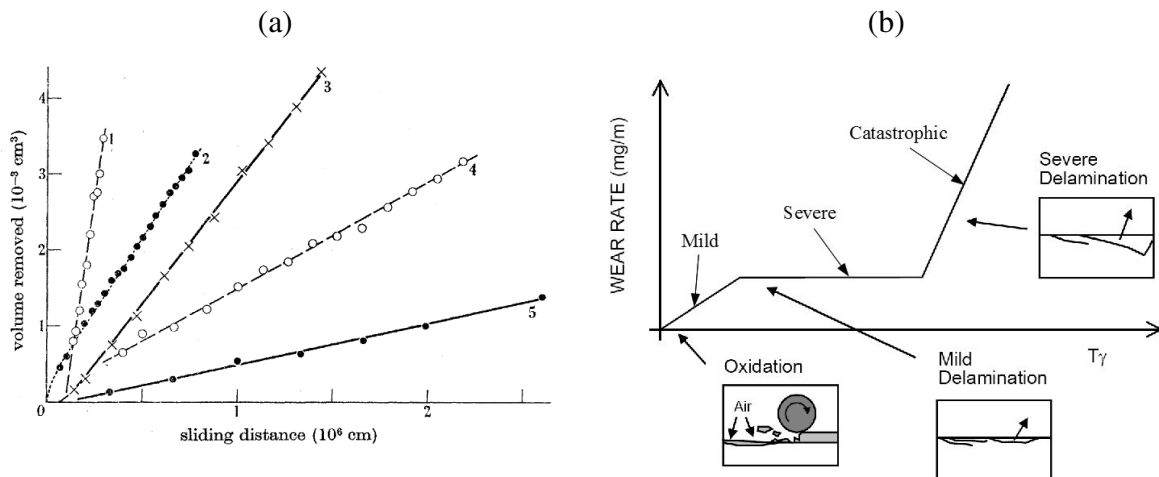 (a)
4
3
2
1
0
1
2
volume removed (10⁻³ cm³)
sliding distance (10⁶ cm)
1
2
3
4
5
(b)
WEAR RATE (mg/m)
Catastrophic
Severe
Mild
Severe
Delamination
Tγ
Oxidation
Air
Mild
Delamination